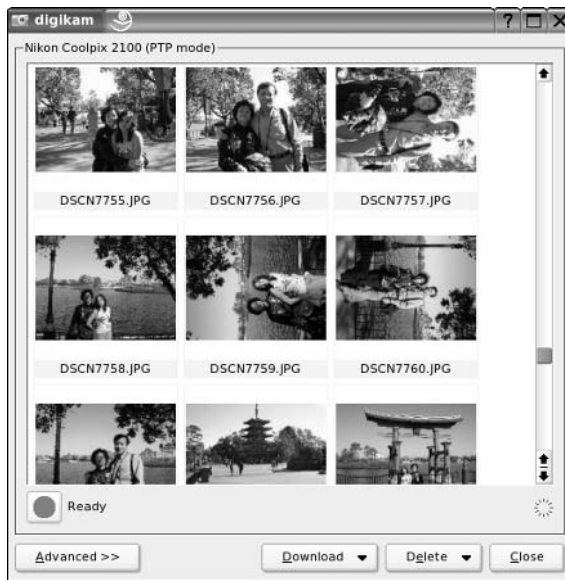 digikam
Nikon Coolpix 2100 (PTP mode)
DSCN7755.JPG DSCN7756.JPG DSCN7757.JPG
DSCN7758.JPG DSCN7759.JPG DSCN7760.JPG
Ready
Advanced >> Download Delete Close